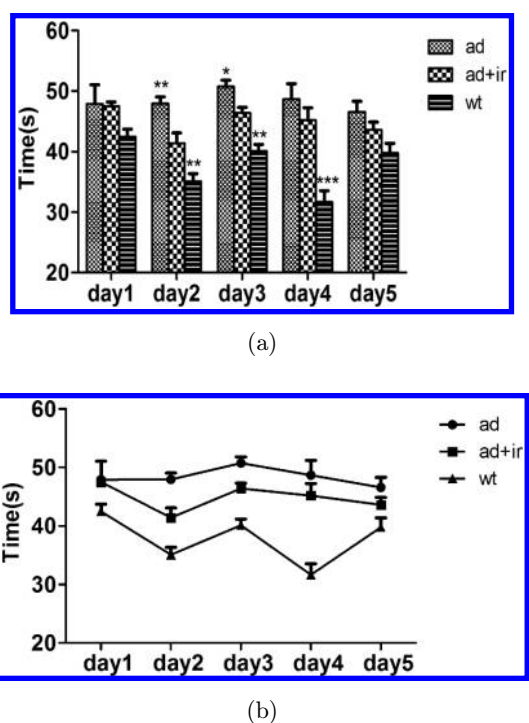 60
50
40
30
20
Time(s)
**
*
**
**
***
ad
ad+ir
wt
day1 day2 day3 day4 day5
(a)
60
50
40
30
20
Time(s)
ad
ad+ir
wt
day1 day2 day3 day4 day5
(b)